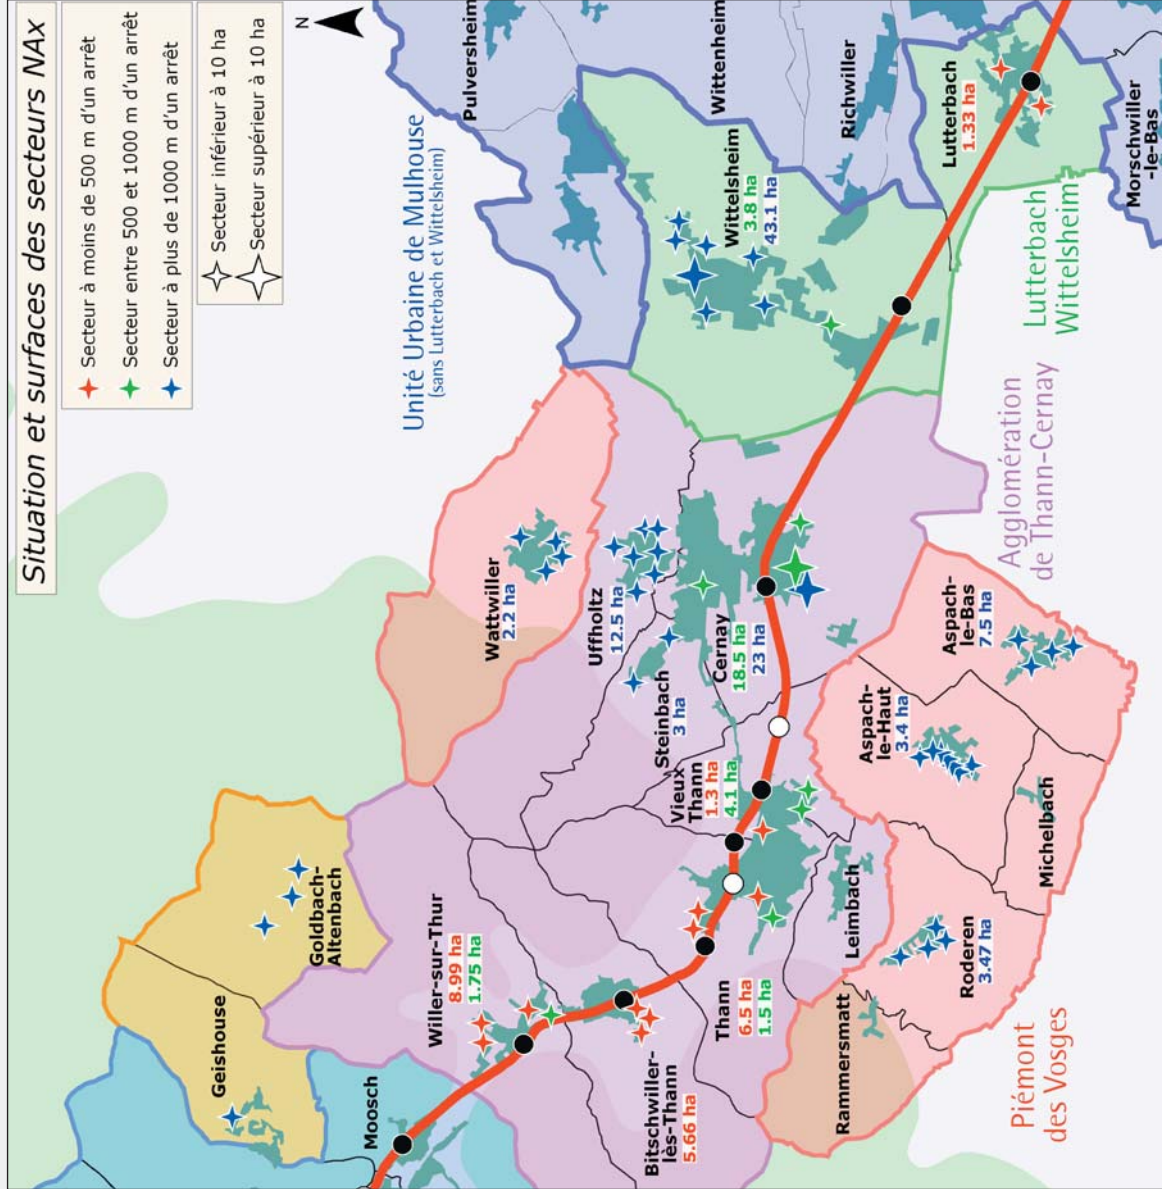 Situation et surfaces des secteurs NAx
Secteur à moins de 500 m d'un arrêt
Secteur entre 500 et 1000 m d'un arrêt
Secteur à plus de 1000 m d'un arrêt
Secteur inférieur à 10 ha
Secteur supérieur à 10 ha
N
Unité Urbaine de Mulhouse
(sans Lutterbach et Wittelsheim)
Pulversheim
Wittenheim
Richwiller
Morschwiller
-le-Bas
Lutterbach
1.33 ha
Wittelsheim
3.8 ha
43.1 ha
Lutterbach
Wittelsheim
Agglomération
de Thann-Cernay
Wattwiller
2.2 ha
Uffholtz
12.5 ha
Steinbach
3 ha
Cernay
18.5 ha
23 ha
Vieux
Thann
1.3 ha
4.1 ha
Aspach-
le-Bas
7.5 ha
Aspach-
le-Haut
3.4 ha
Michelbach
Leimbach
Roderen
3.47 ha
Rammersmatt
Piémont
des Vosges
Thann
6.5 ha
1.5 ha
Bitschwiller-
lès-Thann
5.66 ha
Willer-sur-Thur
8.99 ha
1.75 ha
Goldbach-
Altenbach
Geishouse
Moosch